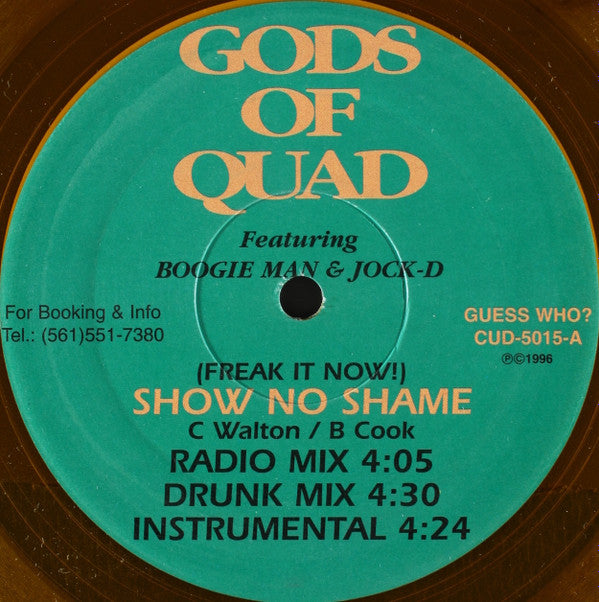 GODS
OF
QUAD
Featuring
BOOGIE MAN & JOCK-D
For Booking & Info
Tel.: (561)551-7380
GUESS WHO?
CUD-5015-A
℗©1996
(FREAK IT NOW!)
SHOW NO SHAME
C Walton / B Cook
RADIO MIX 4:05
DRUNK MIX 4:30
INSTRUMENTAL 4:24